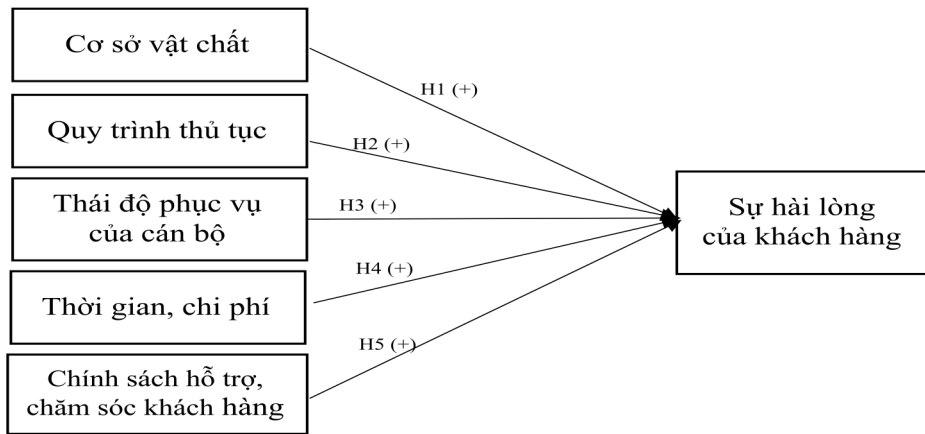 Cơ sở vật chất
H1 (+)
Quy trình thủ tục
H2 (+)
Thái độ phục vụ
của cán bộ
H3 (+)
Sự hài lòng
của khách hàng
H4 (+)
Thời gian, chi phí
H5 (+)
Chính sách hỗ trợ,
chăm sóc khách hàng